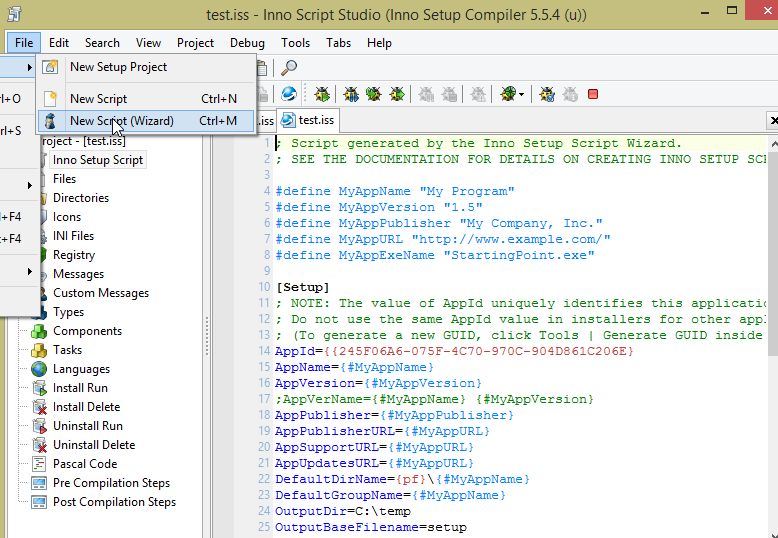 test.iss - Inno Script Studio (Inno Setup Compiler 5.5.4 (u))
File Edit Search View Project Debug Tools Tabs Help
New Setup Project
New Script Ctrl+N
New Script (Wizard) Ctrl+M
l+O
rl+S
l+F4
t+F4
.iss
test.iss
roject - [test.iss]
Inno Setup Script
Files
Directories
Icons
INI Files
Registry
Messages
Custom Messages
Types
Components
Tasks
Languages
Install Run
Install Delete
Uninstall Run
Uninstall Delete
Pascal Code
Pre Compilation Steps
Post Compilation Steps
1 ; Script generated by the Inno Setup Script Wizard.
2 ; SEE THE DOCUMENTATION FOR DETAILS ON CREATING INNO SETUP SC
3
4 #define MyAppName "My Program"
5 #define MyAppVersion "1.5"
6 #define MyAppPublisher "My Company, Inc."
7 #define MyAppURL "http://www.example.com/"
8 #define MyAppExeName "StartingPoint.exe"
9
10 [Setup]
11 ; NOTE: The value of AppId uniquely identifies this applicatio
12 ; Do not use the same AppId value in installers for other appl
13 ; (To generate a new GUID, click Tools | Generate GUID inside
14 AppId={{245F06A6-075F-4C70-970C-904D861C206E}
15 AppName={#MyAppName}
16 AppVersion={#MyAppVersion}
17 ;AppVerName={#MyAppName} {#MyAppVersion}
18 AppPublisher={#MyAppPublisher}
19 AppPublisherURL={#MyAppURL}
20 AppSupportURL={#MyAppURL}
21 AppUpdatesURL={#MyAppURL}
22 DefaultDirName={pf}\{#MyAppName}
23 DefaultGroupName={#MyAppName}
24 OutputDir=C:\temp
25 OutputBaseFilename=setup